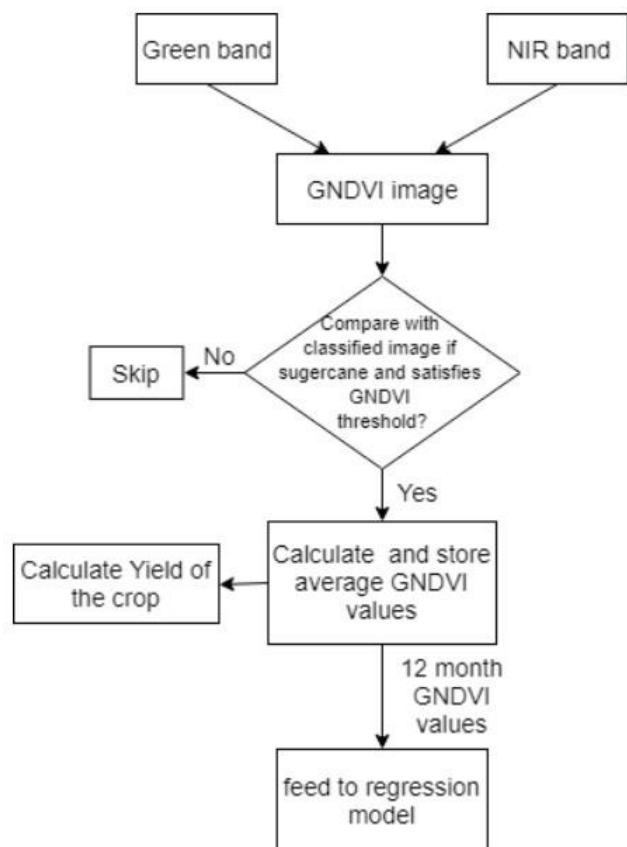 Green band
NIR band
GNDVI image
Compare with
classified image if
sugercane and satisfies
GNDVI
threshold?
No
Skip
Yes
Calculate and store
average GNDVI
values
Calculate Yield of
the crop
12 month
GNDVI
values
feed to regression
model